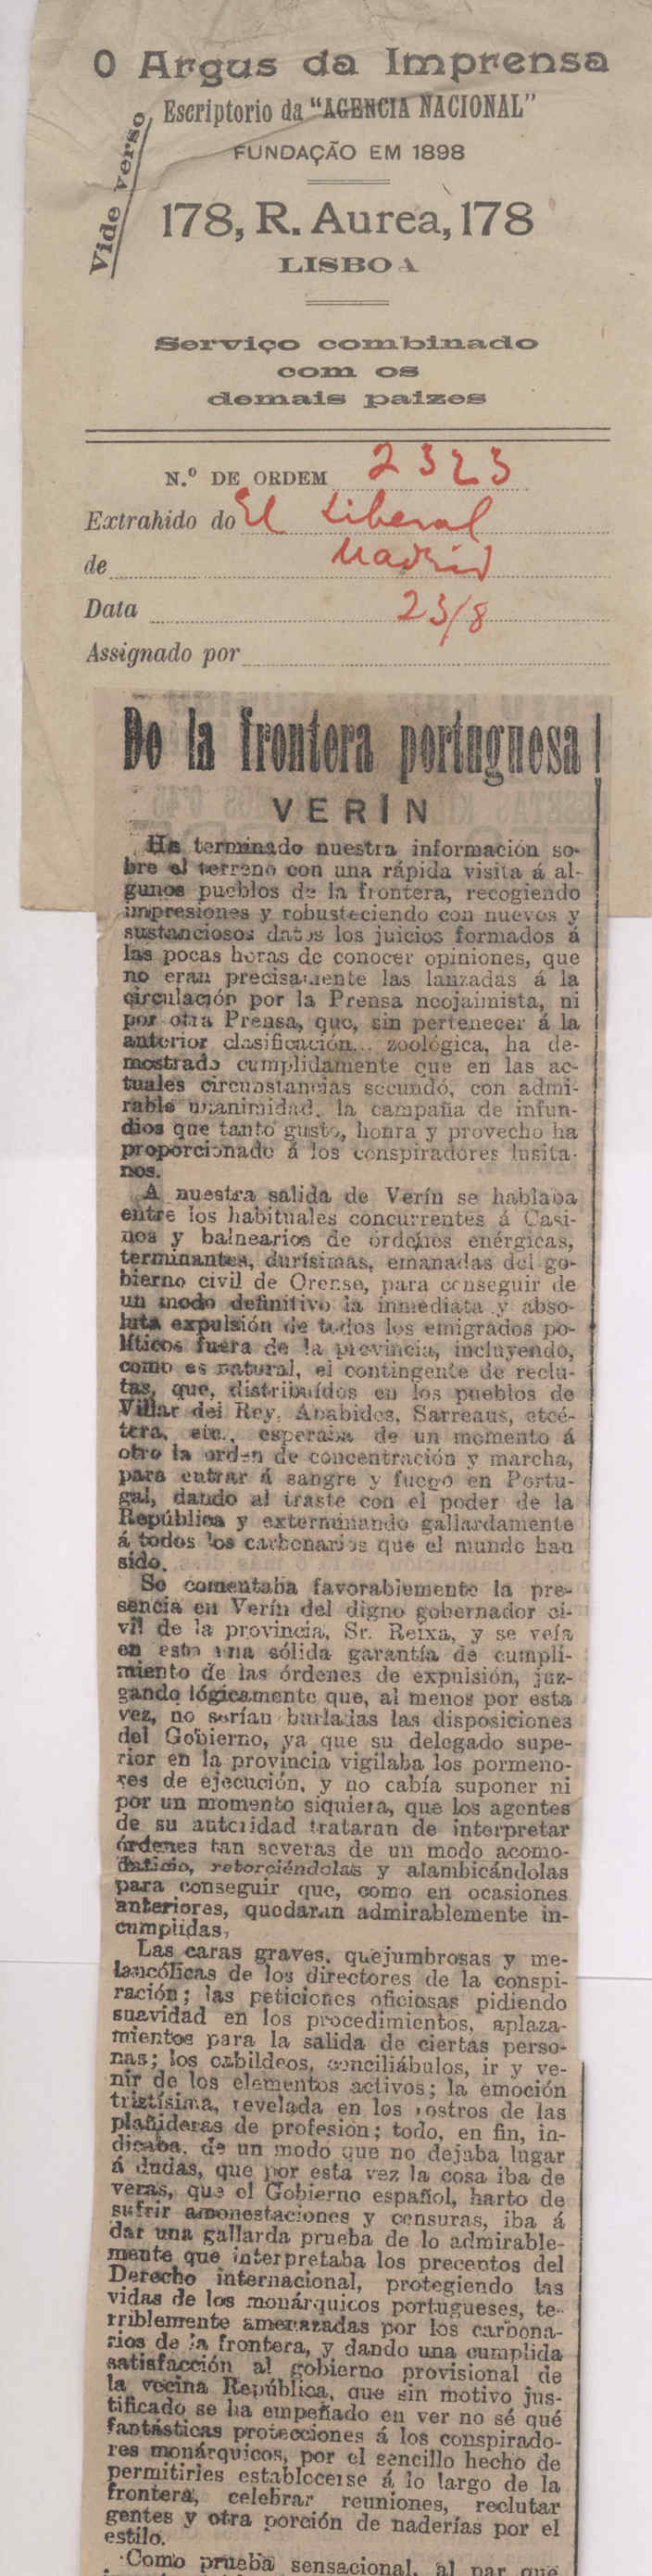 O Argus da Imprensa
Escriptorio da "AGENCIA NACIONAL"
FUNDAÇÃO EM 1898
Vide verso
178, R. Aurea, 178
LISBOA
Serviço combinado
com os
demais paizes
N.º DE ORDEM 2323
Extrahido do El Liberal
de Madrid
Data 23/8
Assignado por
De la frontera portuguesa
VERÍN
Ha terminado nuestra información so-
bre el terreno con una rápida visita á al-
gunos pueblos de la frontera, recogiendo
impresiones y robusteciendo con nuevos y
sustanciosos datos los juicios formados á
las pocas horas de conocer opiniones, que
no eran precisamente las lanzadas á la
circulación por la Prensa neojaimista, ni
por otra Prensa, que, sin pertenecer á la
anterior clasificación... zoológica, ha de-
mostrado cumplidamente que en las ac-
tuales circunstancias secundó, con admi-
rable unanimidad, la campaña de infun-
dios que tanto gusto, honra y provecho ha
proporcionado á los conspiradores lusita-
nos.
A nuestra salida de Verín se hablaba
entre los habituales concurrentes á Casi-
nos y balnearios de órdenes enérgicas,
terminantes, durísimas, emanadas del go-
bierno civil de Orense, para conseguir de
un modo definitivo la inmediata y abso-
luta expulsión de todos los emigrados po-
líticos fuera de la provincia, incluyendo,
como es natural, el contingente de reclu-
tas, que, distribuídos en los pueblos de
Villar del Rey, Ababides, Sarreaus, etcé-
tera, etc., esperaba de un momento á
otro la orden de concentración y marcha,
para entrar á sangre y fuego en Portu-
gal, dando al traste con el poder de la
República y exterminando gallardamente
á todos los carbonarios que el mundo han
sido.
Se comentaba favorablemente la pre-
sencia en Verín del digno gobernador ci-
vil de la provincia, Sr. Reixa, y se veía
en esto una sólida garantía de cumpli-
miento de las órdenes de expulsión, juz-
gando lógicamente que, al menos por esta
vez, no serían burladas las disposiciones
del Gobierno, ya que su delegado supe-
rior en la provincia vigilaba los pormeno-
res de ejecución, y no cabía suponer ni
por un momento siquiera, que los agentes
de su autoridad trataran de interpretar
órdenes tan severas de un modo acomo-
daticio, retorciéndolas y alambicándolas
para conseguir que, como en ocasiones
anteriores, quedaran admirablemente in-
cumplidas,
Las caras graves, quejumbrosas y me-
lancólicas de los directores de la conspi-
ración; las peticiones oficiosas pidiendo
suavidad en los procedimientos, aplaza-
mientos para la salida de ciertas perso-
nas; los cabildeos, conciliábulos, ir y ve-
nir de los elementos activos; la emoción
tristísima, revelada en los rostros de las
plañideras de profesión; todo, en fin, in-
dicaba, de un modo que no dejaba lugar
á dudas, que por esta vez la cosa iba de
veras, que el Gobierno español, harto de
sufrir amonestaciones y censuras, iba á
dar una gallarda prueba de lo admirable-
mente que interpretaba los preceptos del
Derecho internacional, protegiendo las
vidas de los monárquicos portugueses, te-
rriblemente amenazadas por los carbona-
rios de la frontera, y dando una cumplida
satisfacción al gobierno provisional de
la vecina República, que sin motivo jus-
tificado se ha empeñado en ver no sé qué
fantásticas protecciones á los conspirado-
res monárquicos, por el sencillo hecho de
permitirles establecerse á lo largo de la
frontera, celebrar reuniones, reclutar
gentes y otra porción de naderías por el
estilo.
Como prueba sensacional, al par que